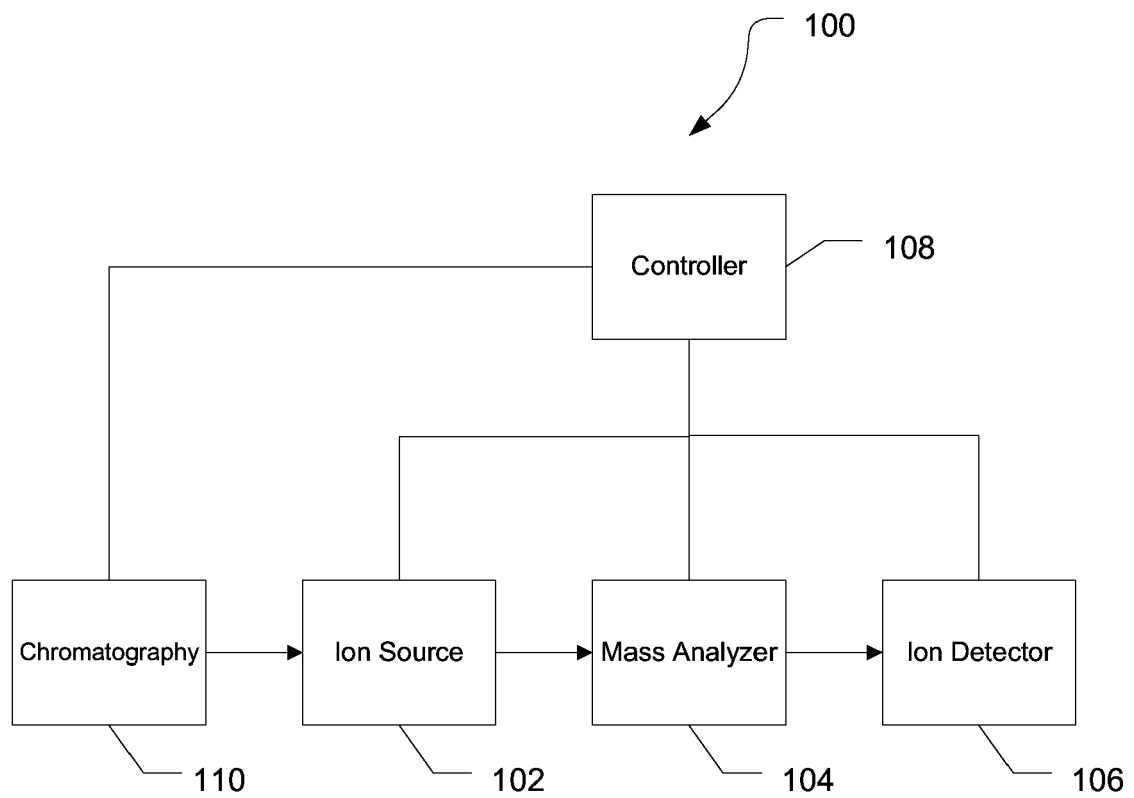 100
Controller
108
Chromatography
Ion Source
Mass Analyzer
Ion Detector
110
102
104
106